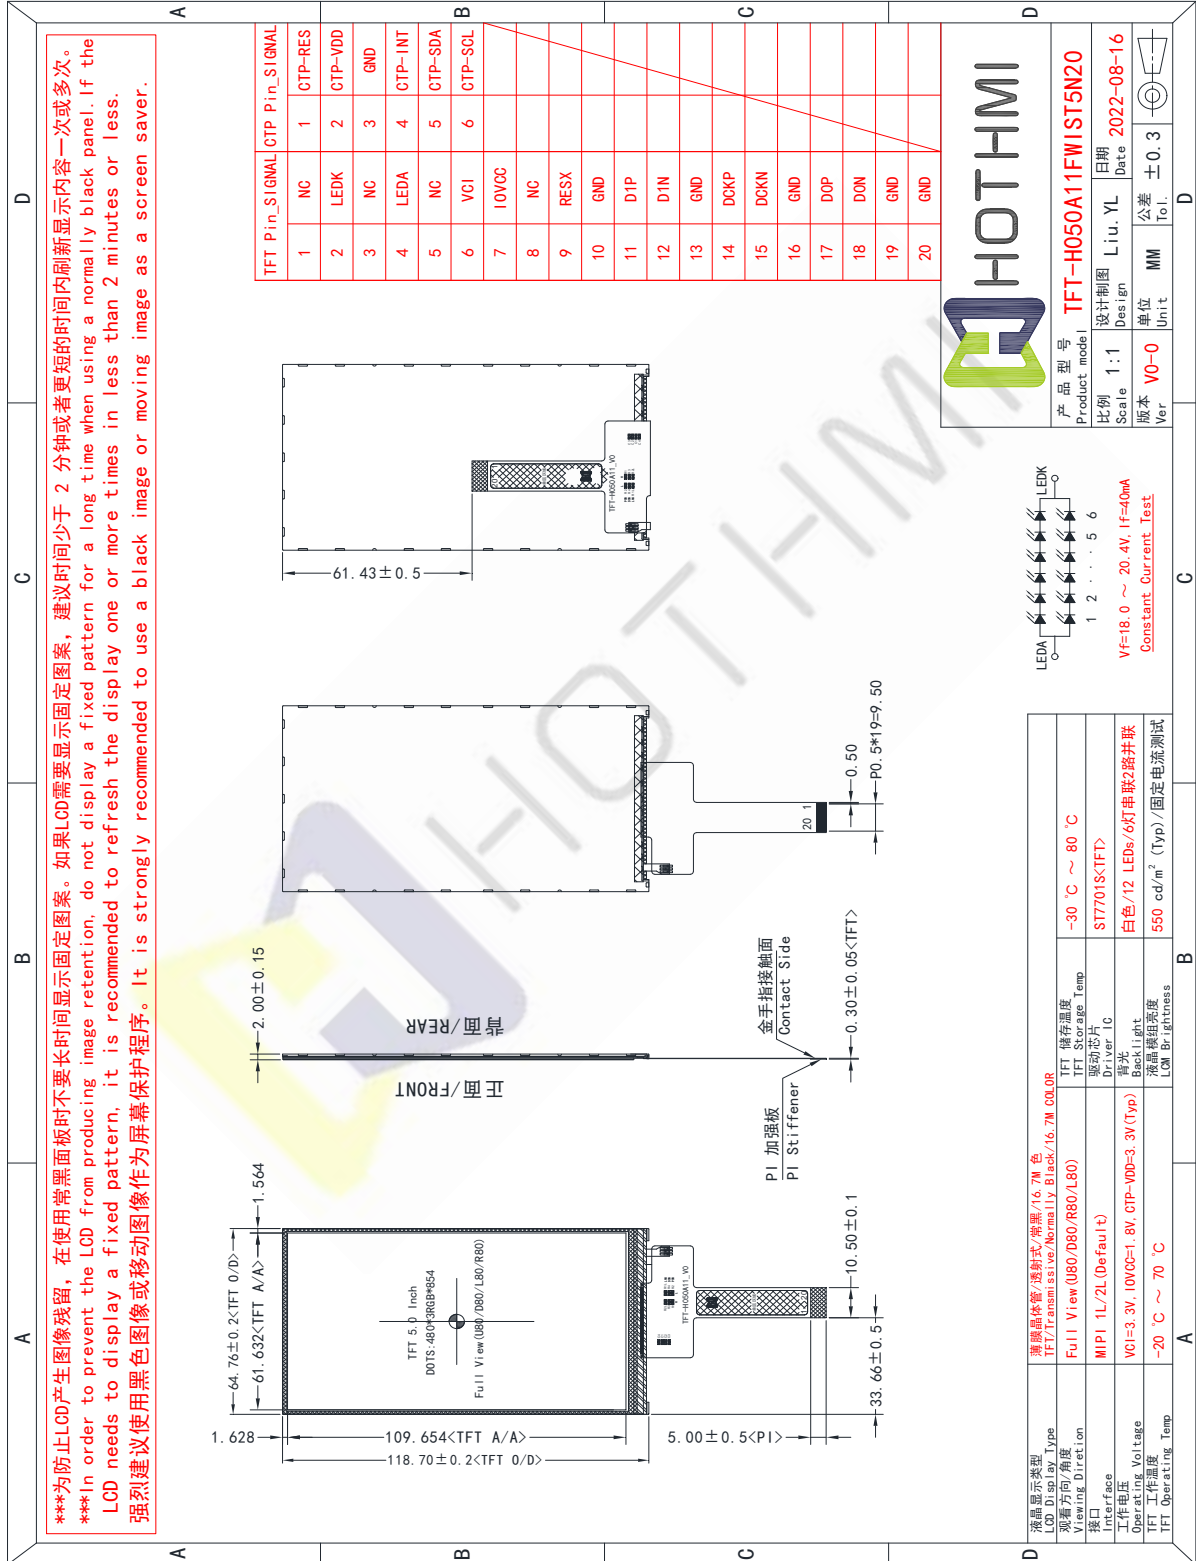 ***为防止LCD产生图像残留，在使用常黑面板时不要长时间显示固定图案。如果LCD需要显示固定图案，建议时间少于 2 分钟或者更短的时间内刷新显示内容一次或多次。
***In order to prevent the LCD from producing image retention, do not display a fixed pattern for a long time when using a normally black panel. If the
LCD needs to display a fixed pattern, it is recommended to refresh the display one or more times in less than 2 minutes or less.
强烈建议使用黑色图像或移动图像作为屏幕保护程序。It is strongly recommended to use a black image or moving image as a screen saver.
A
B
C
D
A
B
C
D
A
B
C
D
A
B
C
D
64.76±0.2<TFT O/D>
61.632<TFT A/A>
1.564
1.628
109.654<TFT A/A>
118.70±0.2<TFT O/D>
TFT 5.0 Inch
DOTS:480*3RGB*854
Full View(U80/D80/L80/R80)
TFT-H050A11_V0
5.00±0.5<PI>
10.50±0.1
33.66±0.5
2.00±0.15
正面/FRONT
背面/REAR
PI 加强板
PI Stiffener
金手指接触面
Contact Side
0.30±0.05<TFT>
20 1
0.50
P0.5*19=9.50
61.43±0.5
TFT-H050A11_V0
TFT Pin_SIGNAL CTP Pin_SIGNAL
1 NC 1 CTP-RES
2 LEDK 2 CTP-VDD
3 NC 3 GND
4 LEDA 4 CTP-INT
5 NC 5 CTP-SDA
6 VCI 6 CTP-SCL
7 IOVCC
8 NC
9 RESX
10 GND
11 D1P
12 D1N
13 GND
14 DCKP
15 DCKN
16 GND
17 DOP
18 DON
19 GND
20 GND
液晶显示类型
LCD Display Type
薄膜晶体管/透射式/常黑/16.7M 色
TFT/Transmissive/Normally Black/16.7M COLOR
观看方向/角度
Viewing Diretion
Full View(U80/D80/R80/L80)
TFT 储存温度
TFT Storage Temp
-30 ℃ ～ 80 ℃
接口
Interface
MIPI 1L/2L(Default)
驱动芯片
Driver IC
ST7701S<TFT>
工作电压
Operating Voltage
VCI=3.3V,IOVCC=1.8V,CTP-VDD=3.3V(Typ)
背光
Backlight
白色/12 LEDs/6灯串联2路并联
TFT 工作温度
TFT Operating Temp
-20 ℃ ～ 70 ℃
液晶模组亮度
LCM Brightness
550 cd/m² (Typ)/固定电流测试
LEDA
LEDK
1 2 · · · 5 6
Vf=18.0 ～ 20.4V,If=40mA
Constant Current Test
HOTHMI
产 品 型 号
Product model
TFT-H050A11FWIST5N20
比例
Scale
1:1
设计制图
Design
Liu.YL
日期
Date
2022-08-16
版本
Ver
V0-0
单位
Unit
MM
公差
Tol.
±0.3
HOTHMI